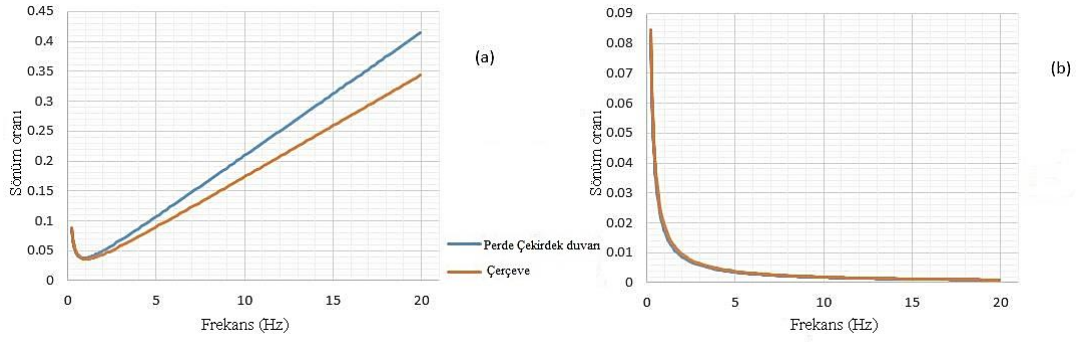 0.45
0.4
0.35
0.3
0.25
0.2
0.15
0.1
0.05
0
Sönüm oranı
0 5 10 15 20
Frekans (Hz)
(a)
Perde Çekirdek duvarı
Çerçeve
0.09
0.08
0.07
0.06
0.05
0.04
0.03
0.02
0.01
0
Sönüm oranı
0 5 10 15 20
Frekans (Hz)
(b)